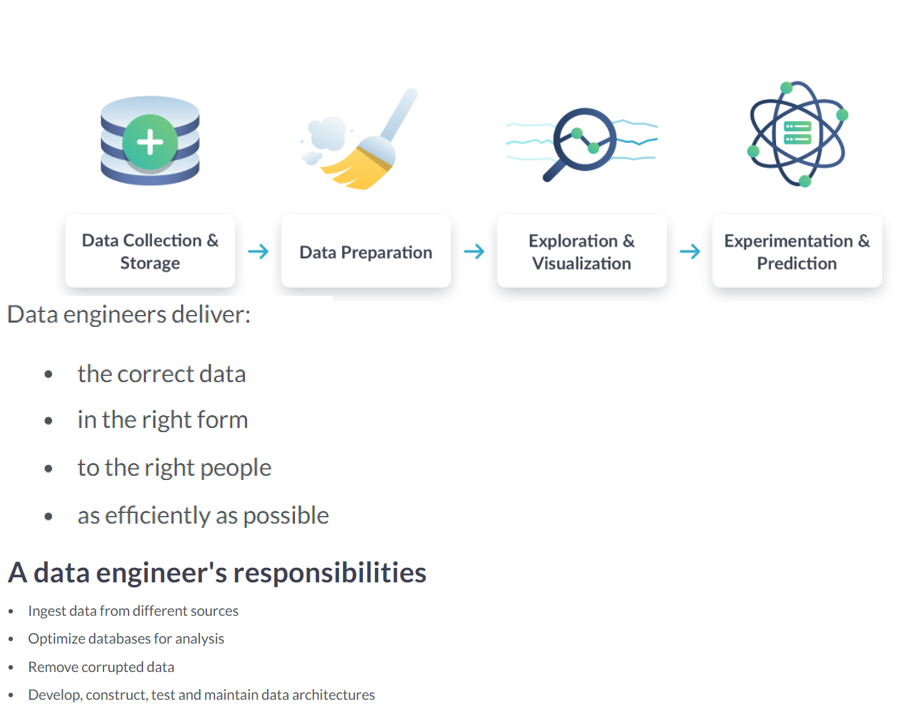 Data Collection &
Storage
Data Preparation
Exploration &
Visualization
Experimentation &
Prediction
Data engineers deliver:
• the correct data
• in the right form
• to the right people
• as efficiently as possible
A data engineer's responsibilities
• Ingest data from different sources
• Optimize databases for analysis
• Remove corrupted data
• Develop, construct, test and maintain data architectures